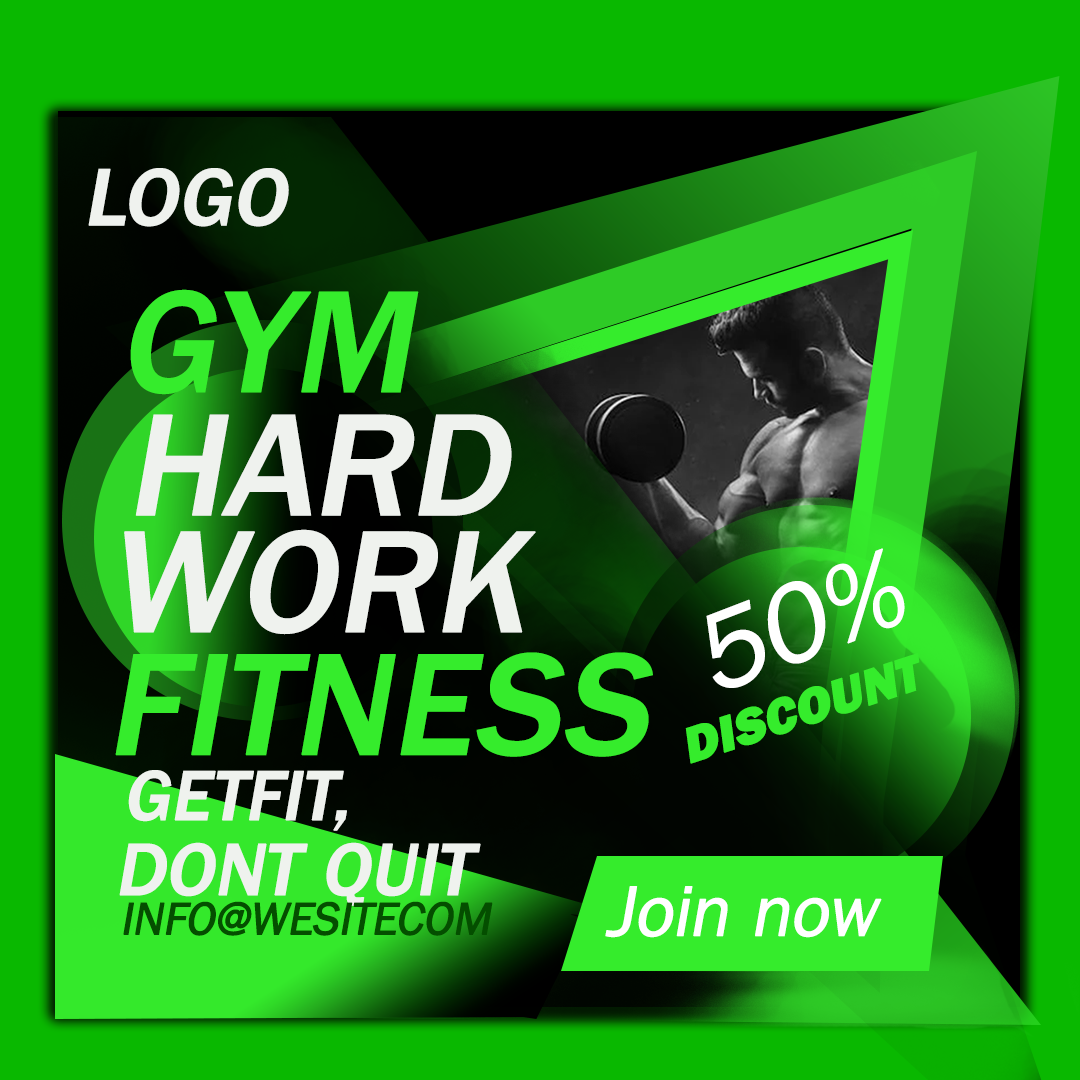 LOGO
GYM
HARD
WORK
FITNESS
GETFIT,
DONT QUIT
INFO@WESITECOM
50%
DISCOUNT
Join now